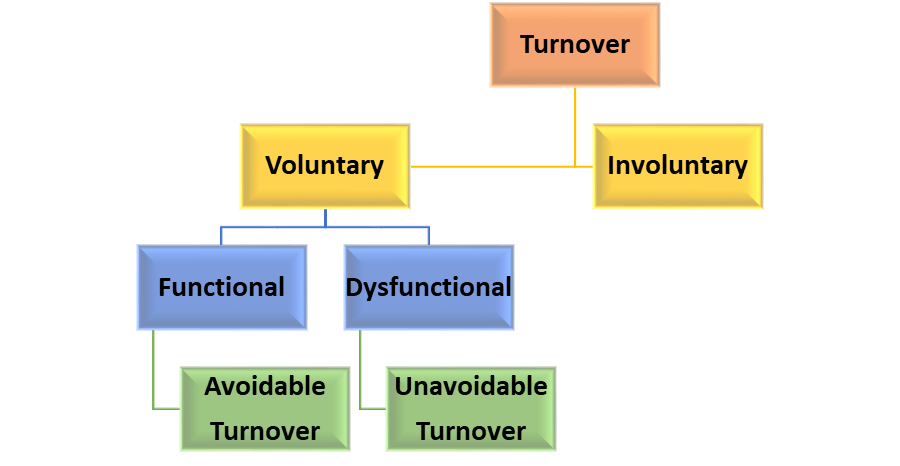 Turnover
Voluntary
Involuntary
Functional
Dysfunctional
Avoidable
Turnover
Unavoidable
Turnover